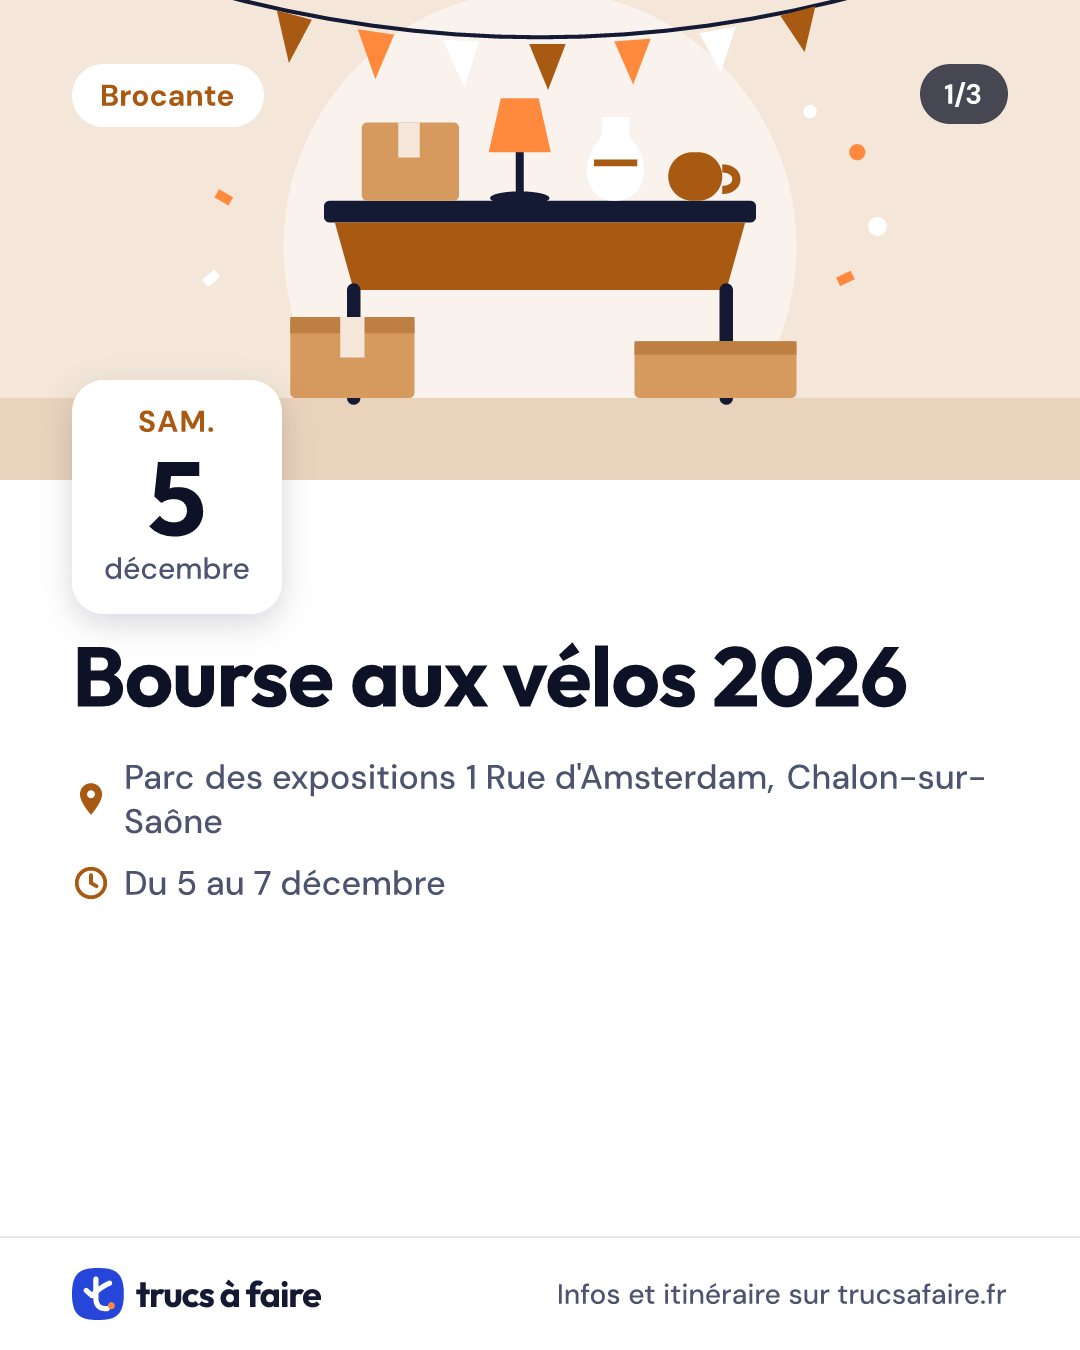 Brocante
1/3
SAM.
5
décembre
Bourse aux vélos 2026
Parc des expositions 1 Rue d'Amsterdam, Chalon-sur-
Saône
Du 5 au 7 décembre
trucs à faire
Infos et itinéraire sur trucsafaire.fr